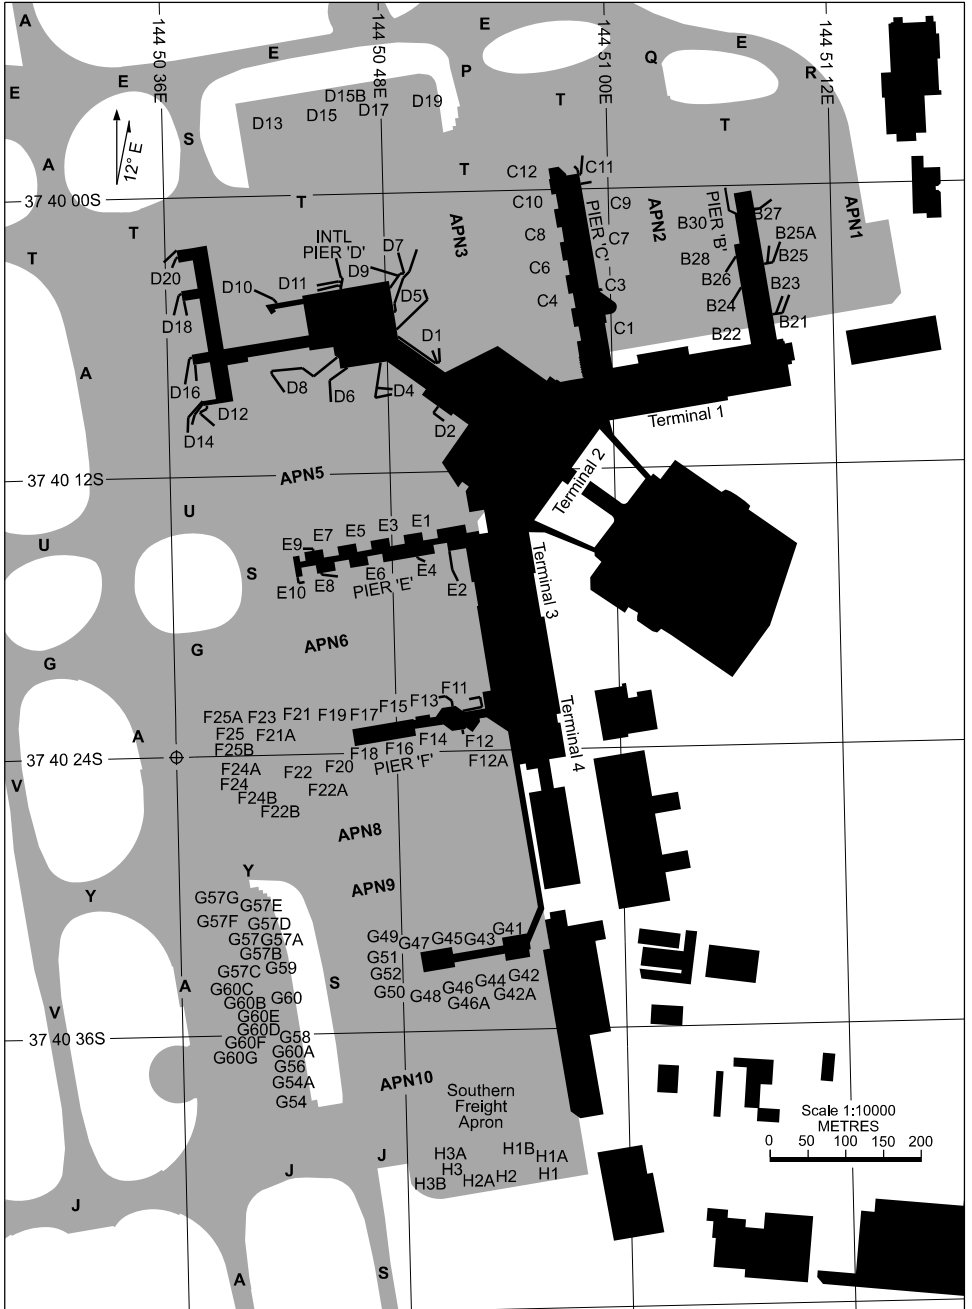 A
144 50 36E
144 50 48E
E
144 51 00E
144 51 12E
E
E
E
E
P
Q
R
D15B
D19
T
D17
D15
D13
T
S
12° E
A
T
C12
C11
37 40 00S
T
C10
C9
APN2
B30
PIER 'B'
B27
APN1
T
INTL
PIER 'D'
D7
APN3
C8
PIER 'C'
C7
B25A
T
D9
B28
B25
D20
C6
B26
D10
D11
D5
C3
B23
C4
B24
D18
D1
C1
B22
B21
A
D16
D8
D6
D4
D12
Terminal 1
D14
D2
37 40 12S
APN5
Terminal 2
U
E1
E3
E5
E7
E9
U
Terminal 3
S
E4
E6
E8
E10
PIER 'E'
E2
APN6
G
G
F11
F13
F15
F17
F19
F21
F23
F25A
Terminal 4
A
F25
F21A
F25B
F14
F12
F16
F18
37 40 24S
PIER 'F'
F12A
F20
F24A
F22
V
F24
F22A
F24B
F22B
APN8
Y
APN9
Y
G57G
G57E
G57F
G57D
G57
G57A
G49
G47
G45
G43
G41
G57B
G51
G57C
G59
G52
G42
S
A
G60C
G60
G50
G48
G46
G44
G42A
G60B
G46A
V
G60E
G60D
37 40 36S
G60F
G58
G60G
G60A
G56
G54A
APN10
G54
Southern
Freight
Apron
Scale 1:10000
METRES
0 50 100 150 200
J
H3A
H1B
H1A
J
H3
H2
H1
H3B
H2A
J
A
S